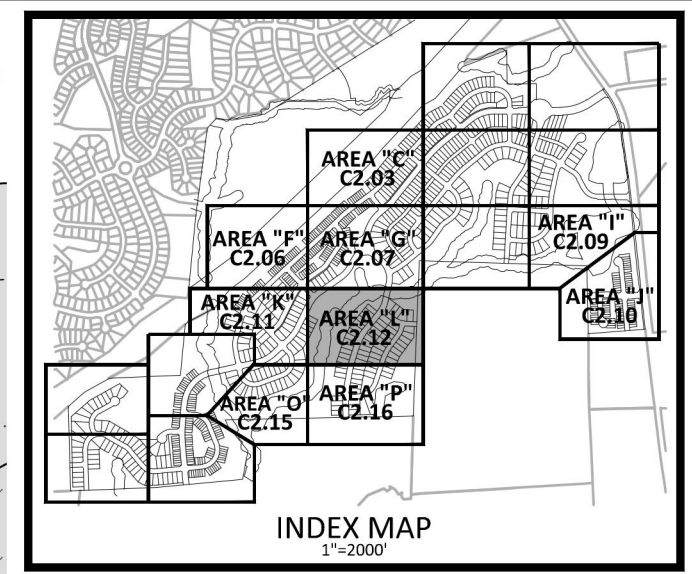 AREA "C"
C2.03
AREA "F"
C2.06
AREA "G"
C2.07
AREA "I"
C2.09
AREA "K"
C2.11
AREA "L"
C2.12
AREA "J"
C2.10
AREA "O"
C2.15
AREA "P"
C2.16
INDEX MAP
1"=2000'